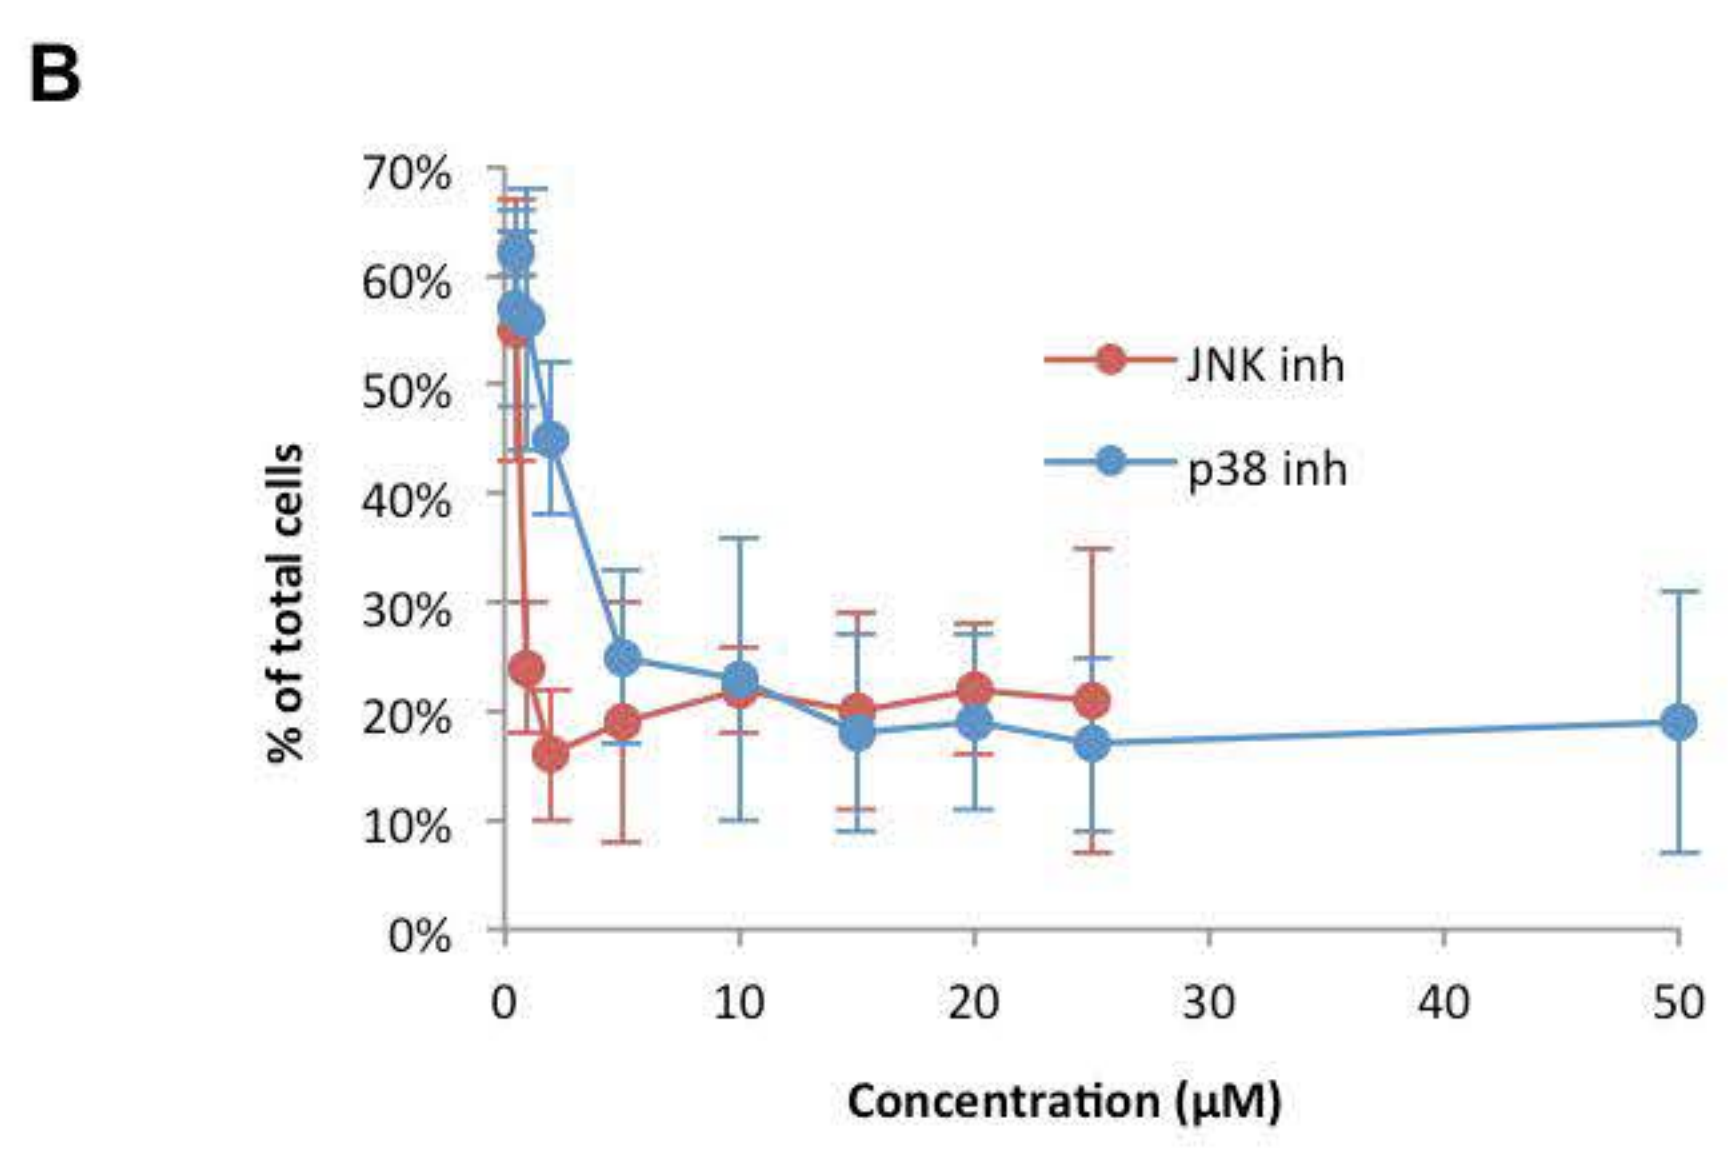 B
70%
60%
50%
40%
30%
20%
10%
0%
% of total cells
JNK inh
p38 inh
0 10 20 30 40 50
Concentration (µM)